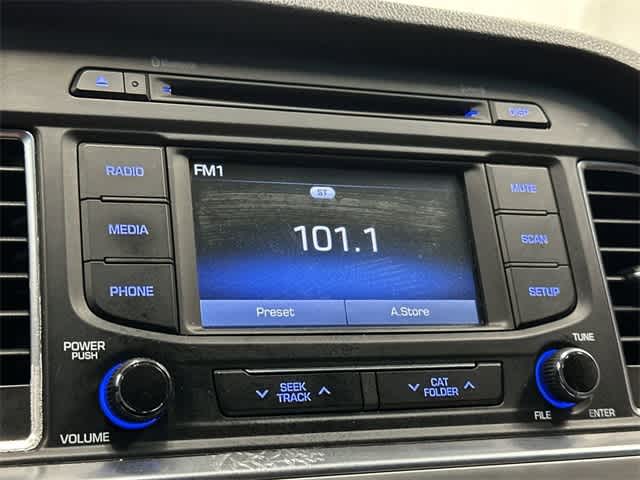 DISP
RADIO
FM1
MUTE
ST
MEDIA
101.1
SCAN
PHONE
SETUP
Preset
A.Store
POWER
PUSH
TUNE
SEEK
TRACK
CAT
FOLDER
VOLUME
FILE
ENTER